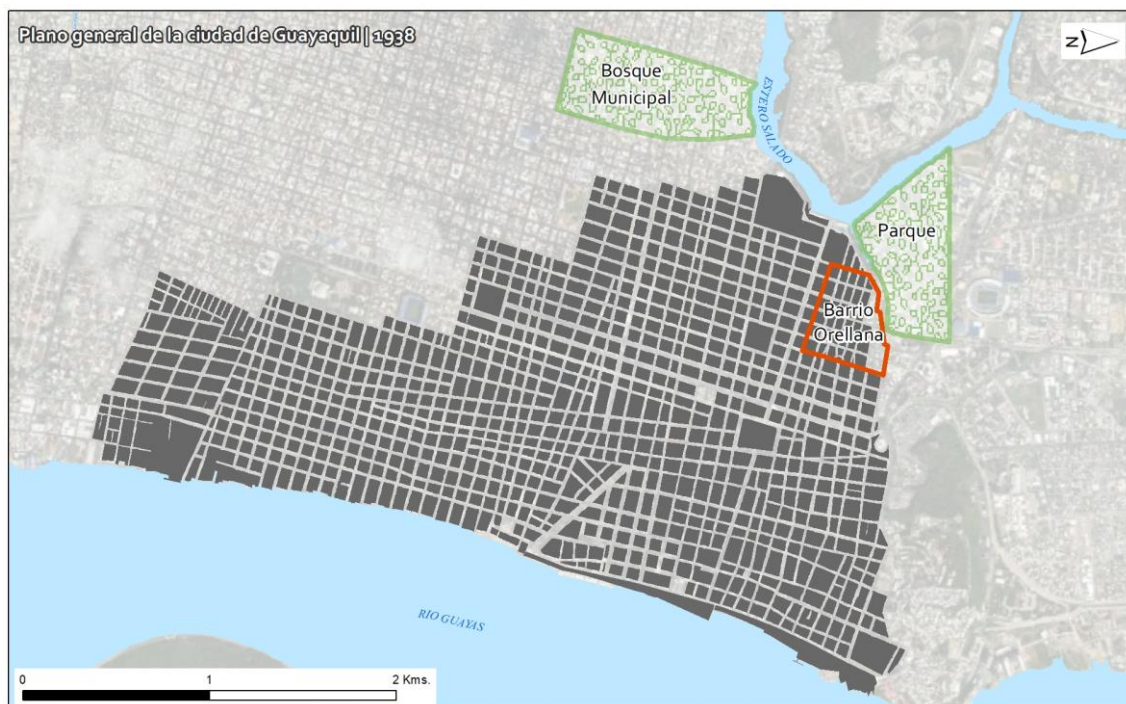 Plano general de la ciudad de Guayaquil | 1938
N
Bosque
Municipal
ESTERO SALADO
Parque
Barrio
Orellana
RIO GUAYAS
0 1 2 Kms.